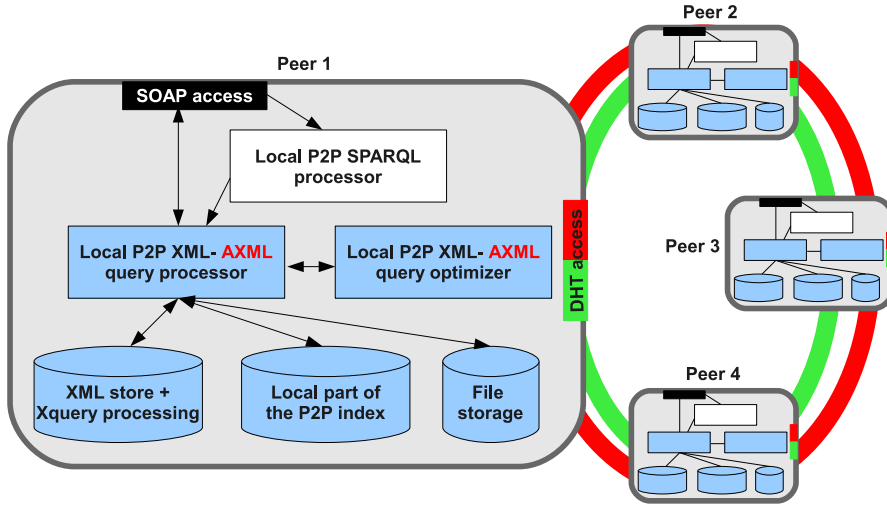 Peer 1
SOAP access
Local P2P SPARQL
processor
Local P2P XML- AXML
query processor
Local P2P XML- AXML
query optimizer
XML store +
Xquery processing
Local part of
the P2P index
File
storage
DHT access
Peer 2
Peer 3
Peer 4